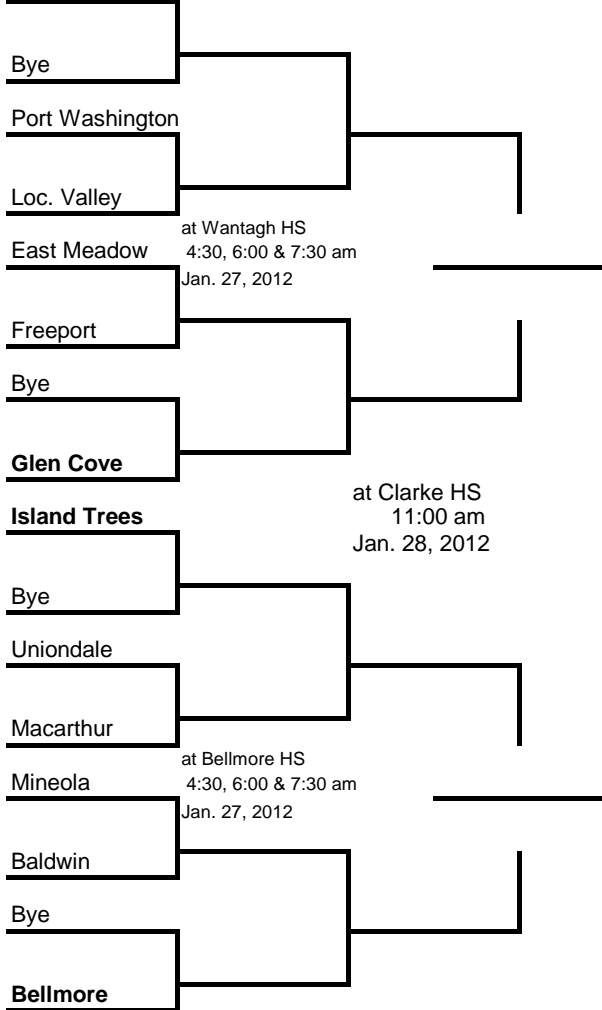 Bye
Port Washington
Loc. Valley
at Wantagh HS
East Meadow
4:30, 6:00 & 7:30 am
Jan. 27, 2012
Freeport
Bye
Glen Cove
at Clarke HS
Island Trees
11:00 am
Jan. 28, 2012
Bye
Uniondale
Macarthur
at Bellmore HS
Mineola
4:30, 6:00 & 7:30 am
Jan. 27, 2012
Baldwin
Bye
Bellmore